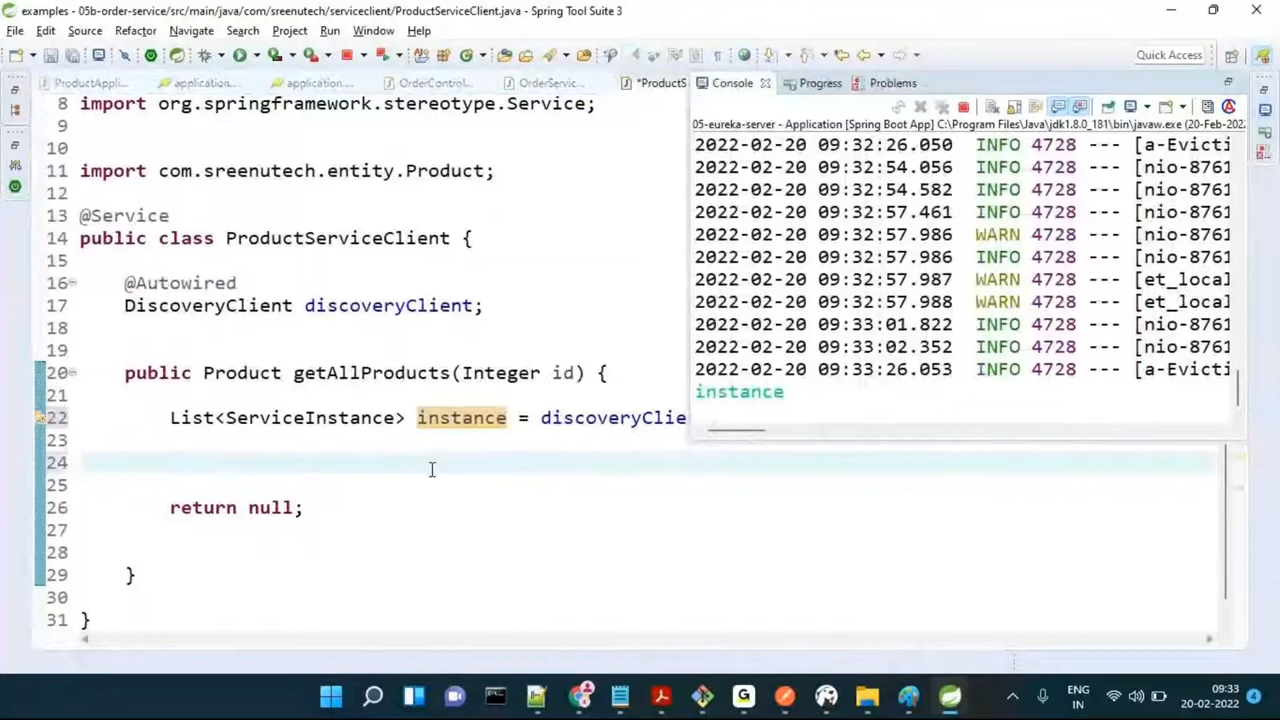 examples - 05b-order-service/src/main/java/com/sreenutech/serviceclient/ProductServiceClient.java - Spring Tool Suite 3
File Edit Source Refactor Navigate Search Project Run Window Help
Quick Access
ProductAppli... application.... application.... OrderControl... OrderServic... *ProductS
Console Progress Problems
05-eureka-server - Application [Spring Boot App] C:\Program Files\Java\jdk1.8.0_181\bin\javaw.exe (20-Feb-2022
8 import org.springframework.stereotype.Service;
9
10
11 import com.sreenutech.entity.Product;
12
13 @Service
14 public class ProductServiceClient {
15
16 @Autowired
17 DiscoveryClient discoveryClient;
18
19
20 public Product getAllProducts(Integer id) {
21
22 List<ServiceInstance> instance = discoveryClie
23
24
25
26 return null;
27
28
29 }
30
31 }
2022-02-20 09:32:26.050 INFO 4728 --- [a-Evicti
2022-02-20 09:32:54.056 INFO 4728 --- [nio-8761
2022-02-20 09:32:54.582 INFO 4728 --- [nio-8761
2022-02-20 09:32:57.461 INFO 4728 --- [nio-8761
2022-02-20 09:32:57.986 WARN 4728 --- [nio-8761
2022-02-20 09:32:57.986 INFO 4728 --- [nio-8761
2022-02-20 09:32:57.987 WARN 4728 --- [et_local
2022-02-20 09:32:57.988 WARN 4728 --- [et_local
2022-02-20 09:33:01.822 INFO 4728 --- [nio-8761
2022-02-20 09:33:02.352 INFO 4728 --- [nio-8761
2022-02-20 09:33:26.053 INFO 4728 --- [a-Evicti
instance
ENG
IN
09:33
20-02-2022
4